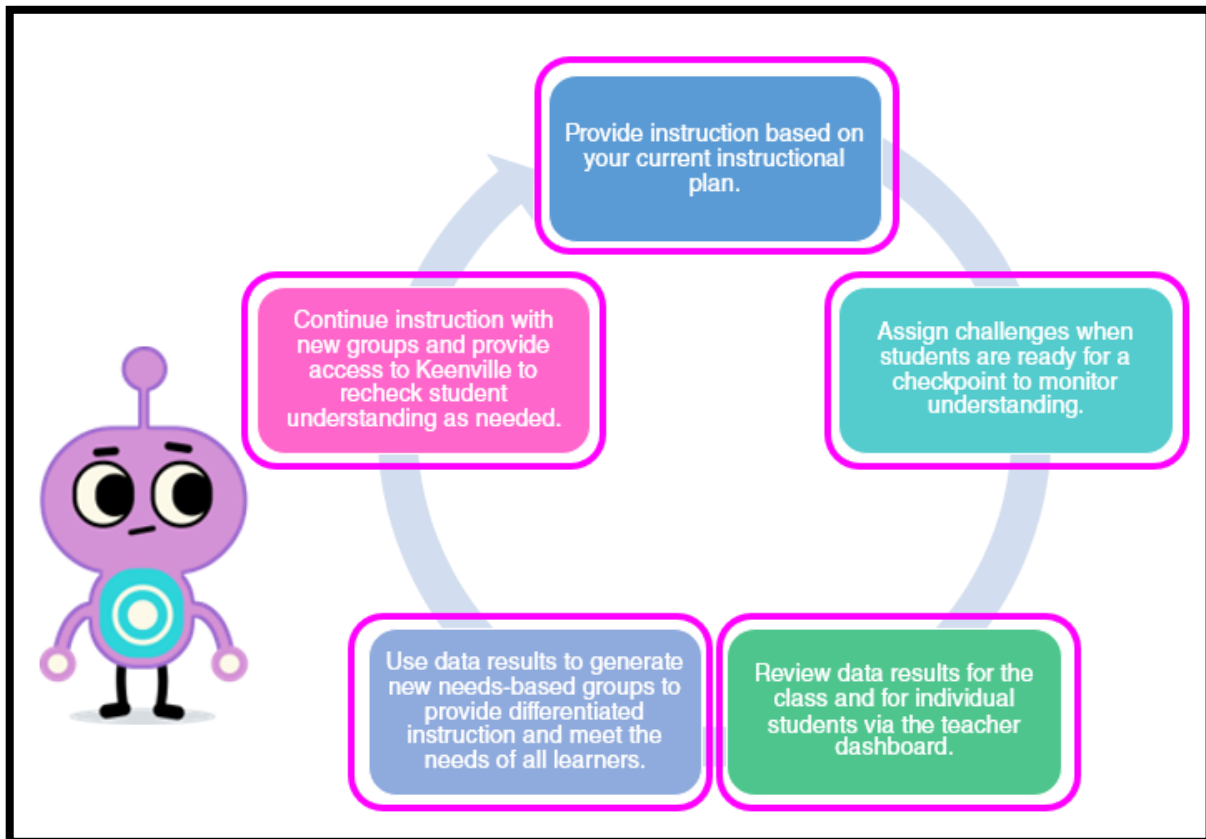 Provide instruction based on
your current instructional
plan.
Assign challenges when
students are ready for a
checkpoint to monitor
understanding.
Review data results for the
class and for individual
students via the teacher
dashboard.
Use data results to generate
new needs-based groups to
provide differentiated
instruction and meet the
needs of all learners.
Continue instruction with
new groups and provide
access to Keenville to
recheck student
understanding as needed.